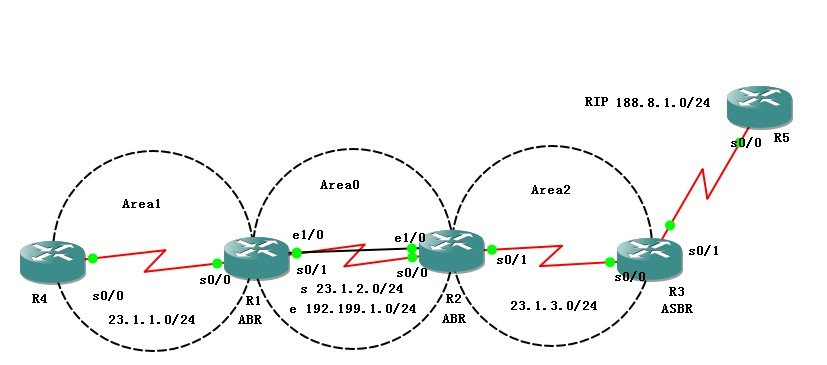 RIP 188.8.1.0/24
s0/0
R5
Area0
Area2
Area1
e1/0
e1/0
s0/1
s0/1
s0/1
s0/0
s0/0
s0/0
s 23.1.2.0/24
R4
s0/0
R1
R2
R3
23.1.3.0/24
e 192.199.1.0/24
ASBR
23.1.1.0/24
ABR
ABR